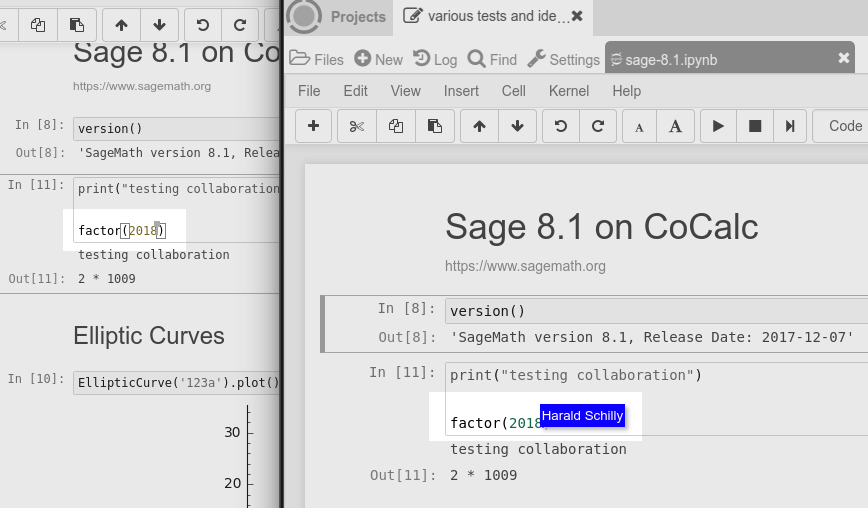 Sage 8.1 on Co
https://www.sagemath.org
In [8]: version()
Out[8]: 'SageMath version 8.1, Relea
In [11]: print("testing collaboration
factor(2018)
testing collaboration
Out[11]: 2 * 1009
Elliptic Curves
In [10]: EllipticCurve('123a').plot()
30
20
Projects various tests and ide...
Files New Log Find Settings sage-8.1.ipynb
File Edit View Insert Cell Kernel Help
A A Code
Sage 8.1 on CoCalc
https://www.sagemath.org
In [8]: version()
Out[8]: 'SageMath version 8.1, Release Date: 2017-12-07'
In [11]: print("testing collaboration")
Harald Schilly
factor(2018
testing collaboration
Out[11]: 2 * 1009